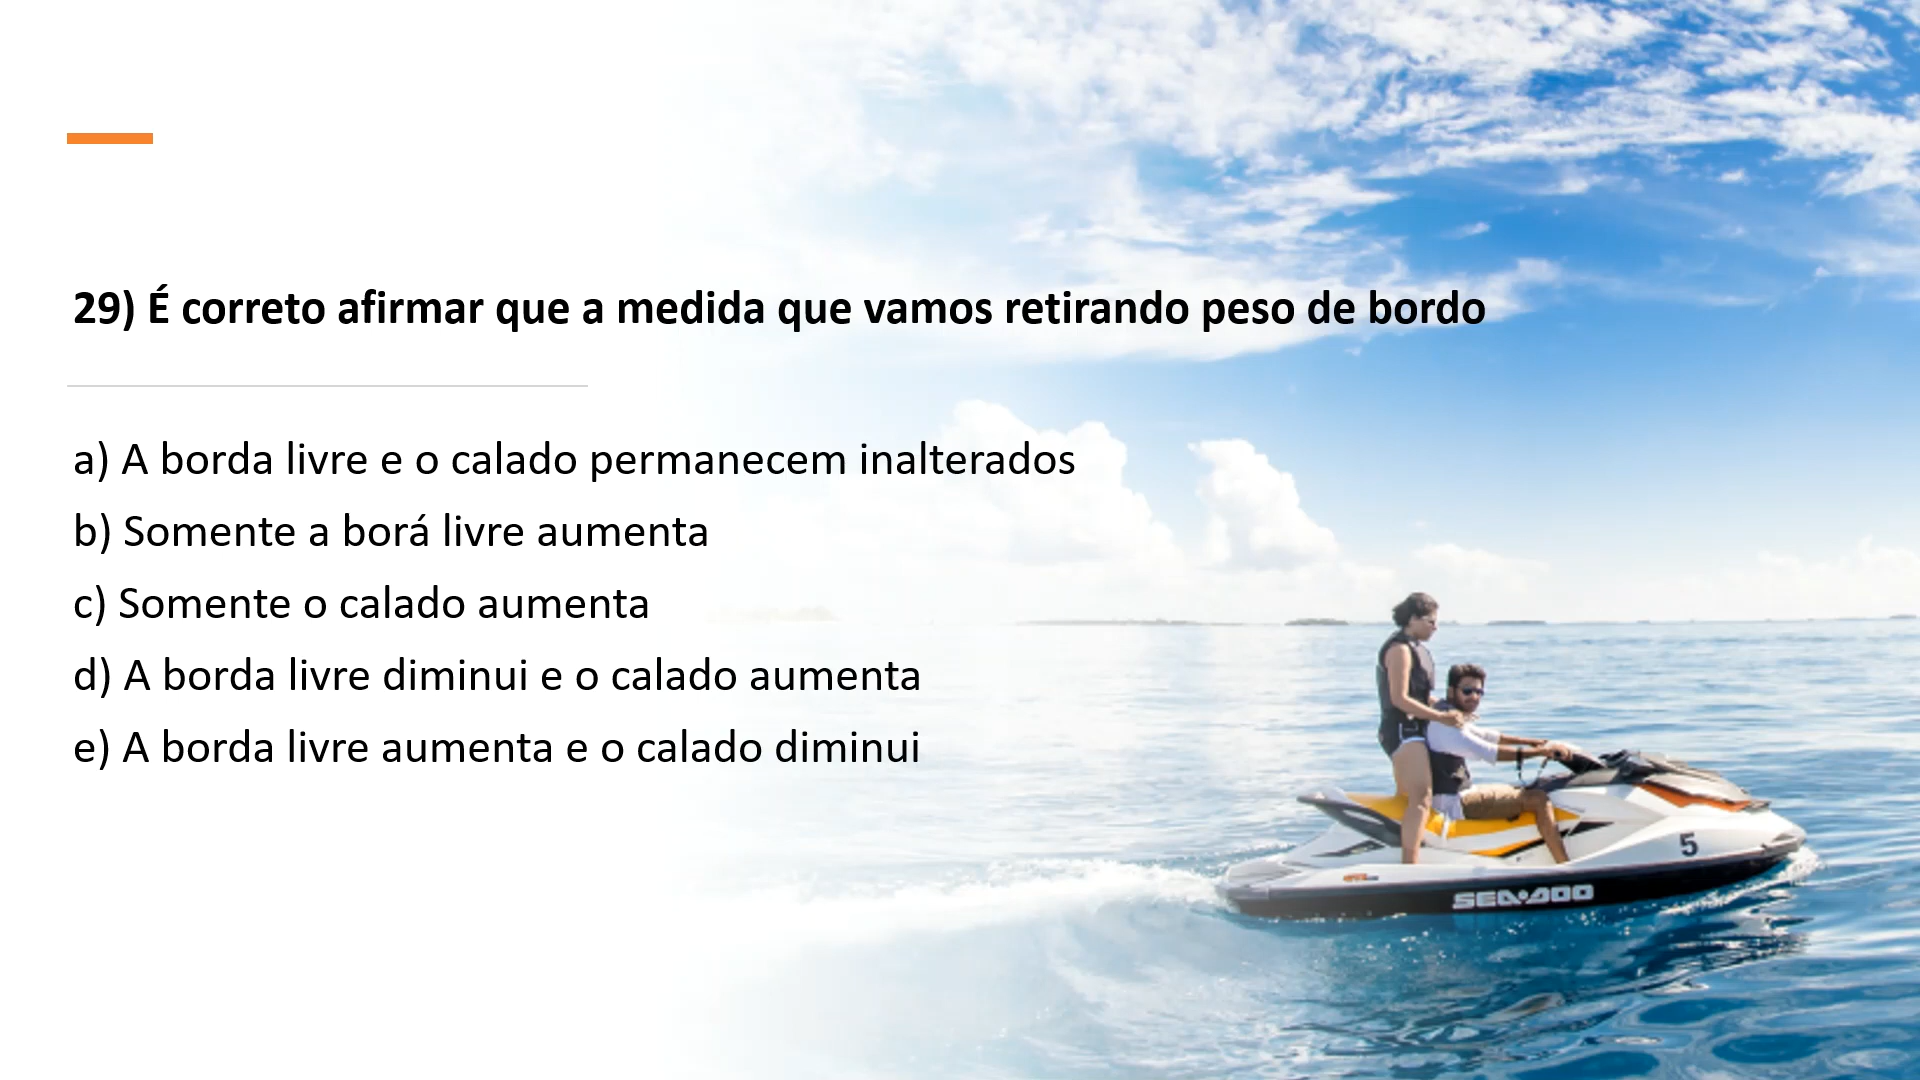 29) É correto afirmar que a medida que vamos retirando peso de bordo
a) A borda livre e o calado permanecem inalterados
b) Somente a borá livre aumenta
c) Somente o calado aumenta
d) A borda livre diminui e o calado aumenta
e) A borda livre aumenta e o calado diminui
5
SEA-DOO